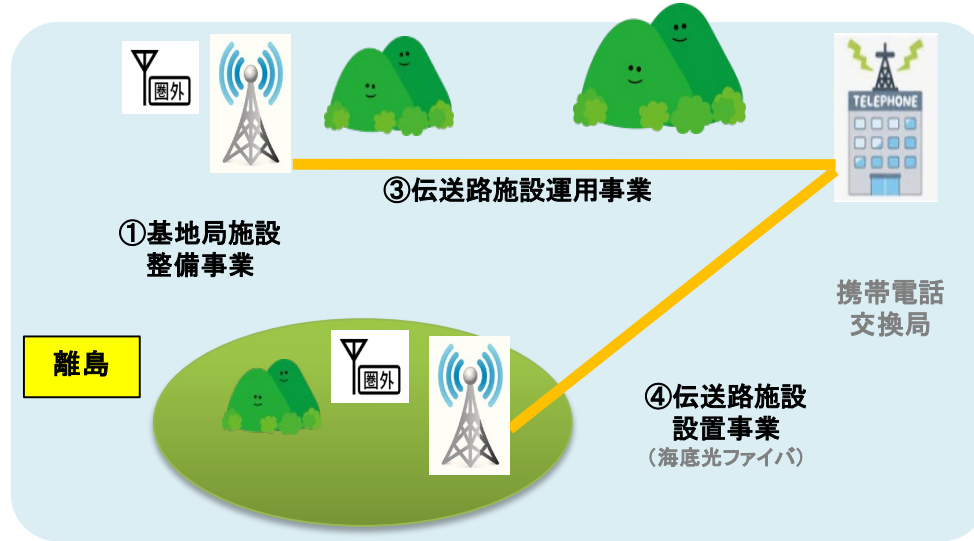 圏外
TELEPHONE
③伝送路施設運用事業
①基地局施設
整備事業
携帯電話
交換局
離島
圏外
④伝送路施設
設置事業
（海底光ファイバ）